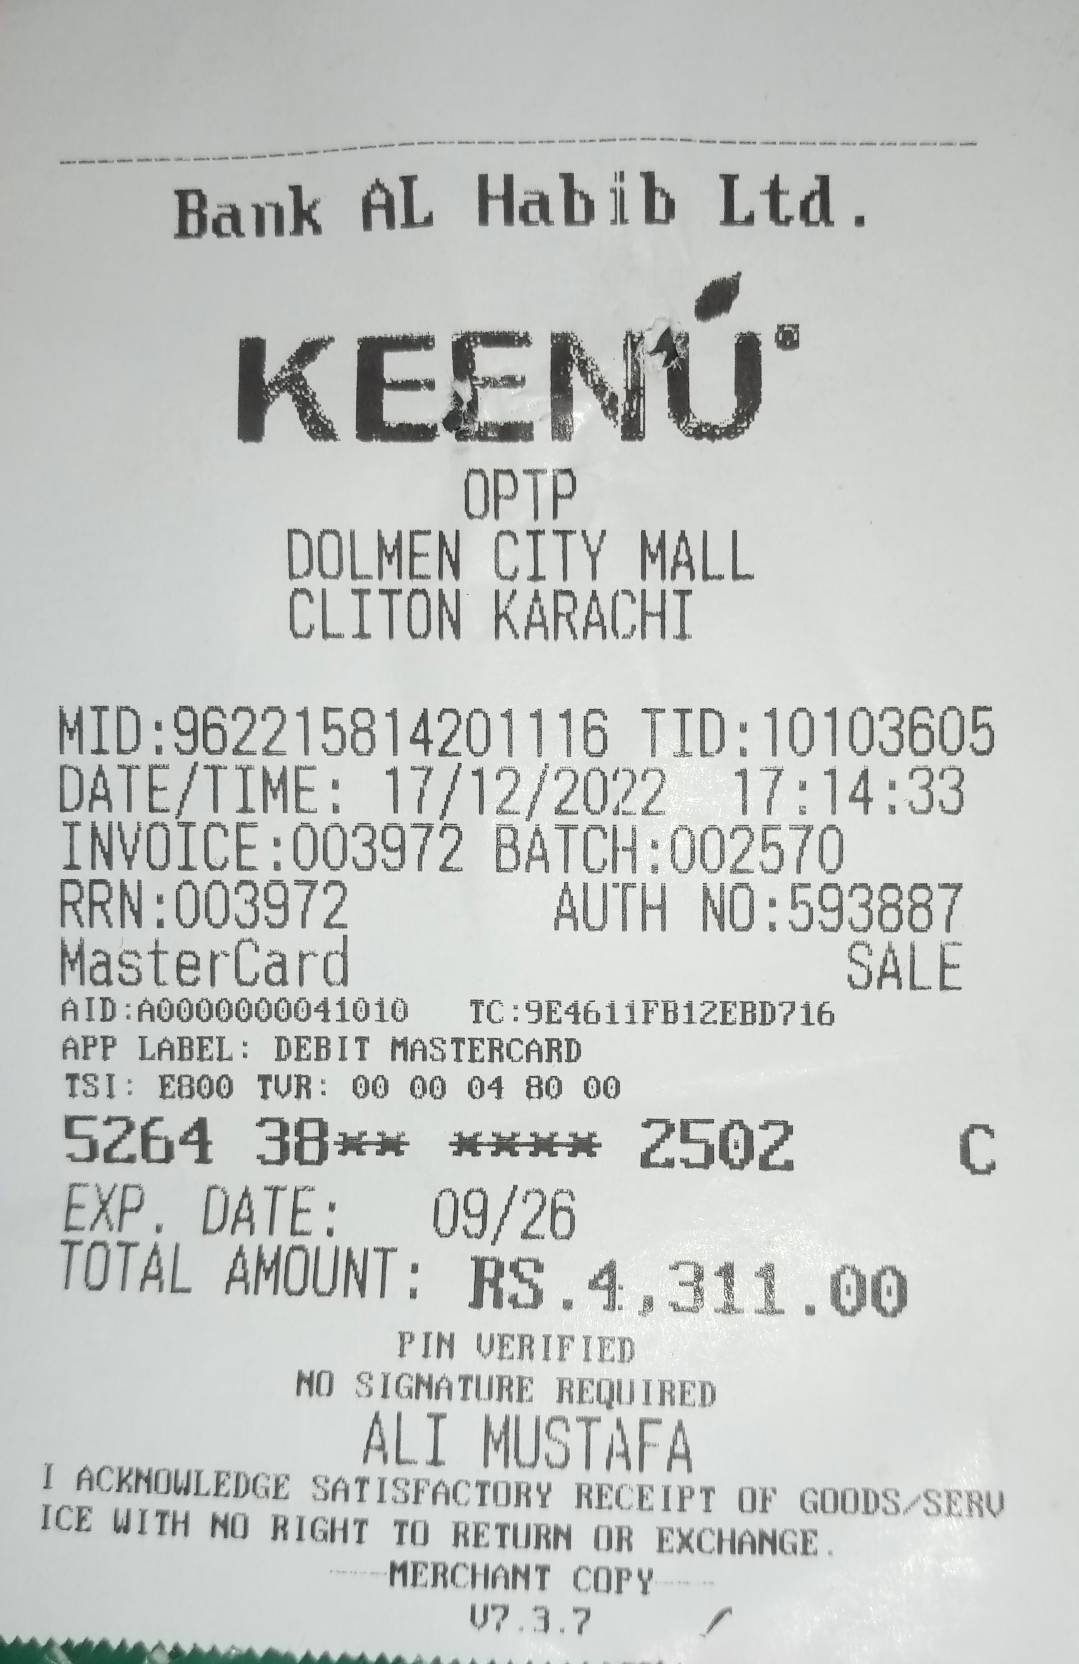 Bank AL Habib Ltd.
KEENU®
OPTP
DOLMEN CITY MALL
CLITON KARACHI
MID:962215814201116 TID:10103605
DATE/TIME: 17/12/2022 17:14:33
INVOICE:003972 BATCH:002570
RRN:003972 AUTH NO:593887
MasterCard SALE
AID:A0000000041010 TC:9E4611FB12EBD716
APP LABEL: DEBIT MASTERCARD
TSI: E800 TVR: 00 00 04 80 00
5264 38** **** 2502 C
EXP. DATE: 09/26
TOTAL AMOUNT: RS.4,311.00
PIN VERIFIED
NO SIGNATURE REQUIRED
ALI MUSTAFA
I ACKNOWLEDGE SATISFACTORY RECEIPT OF GOODS/SERV
ICE WITH NO RIGHT TO RETURN OR EXCHANGE.
-----MERCHANT COPY-----
V7.3.7